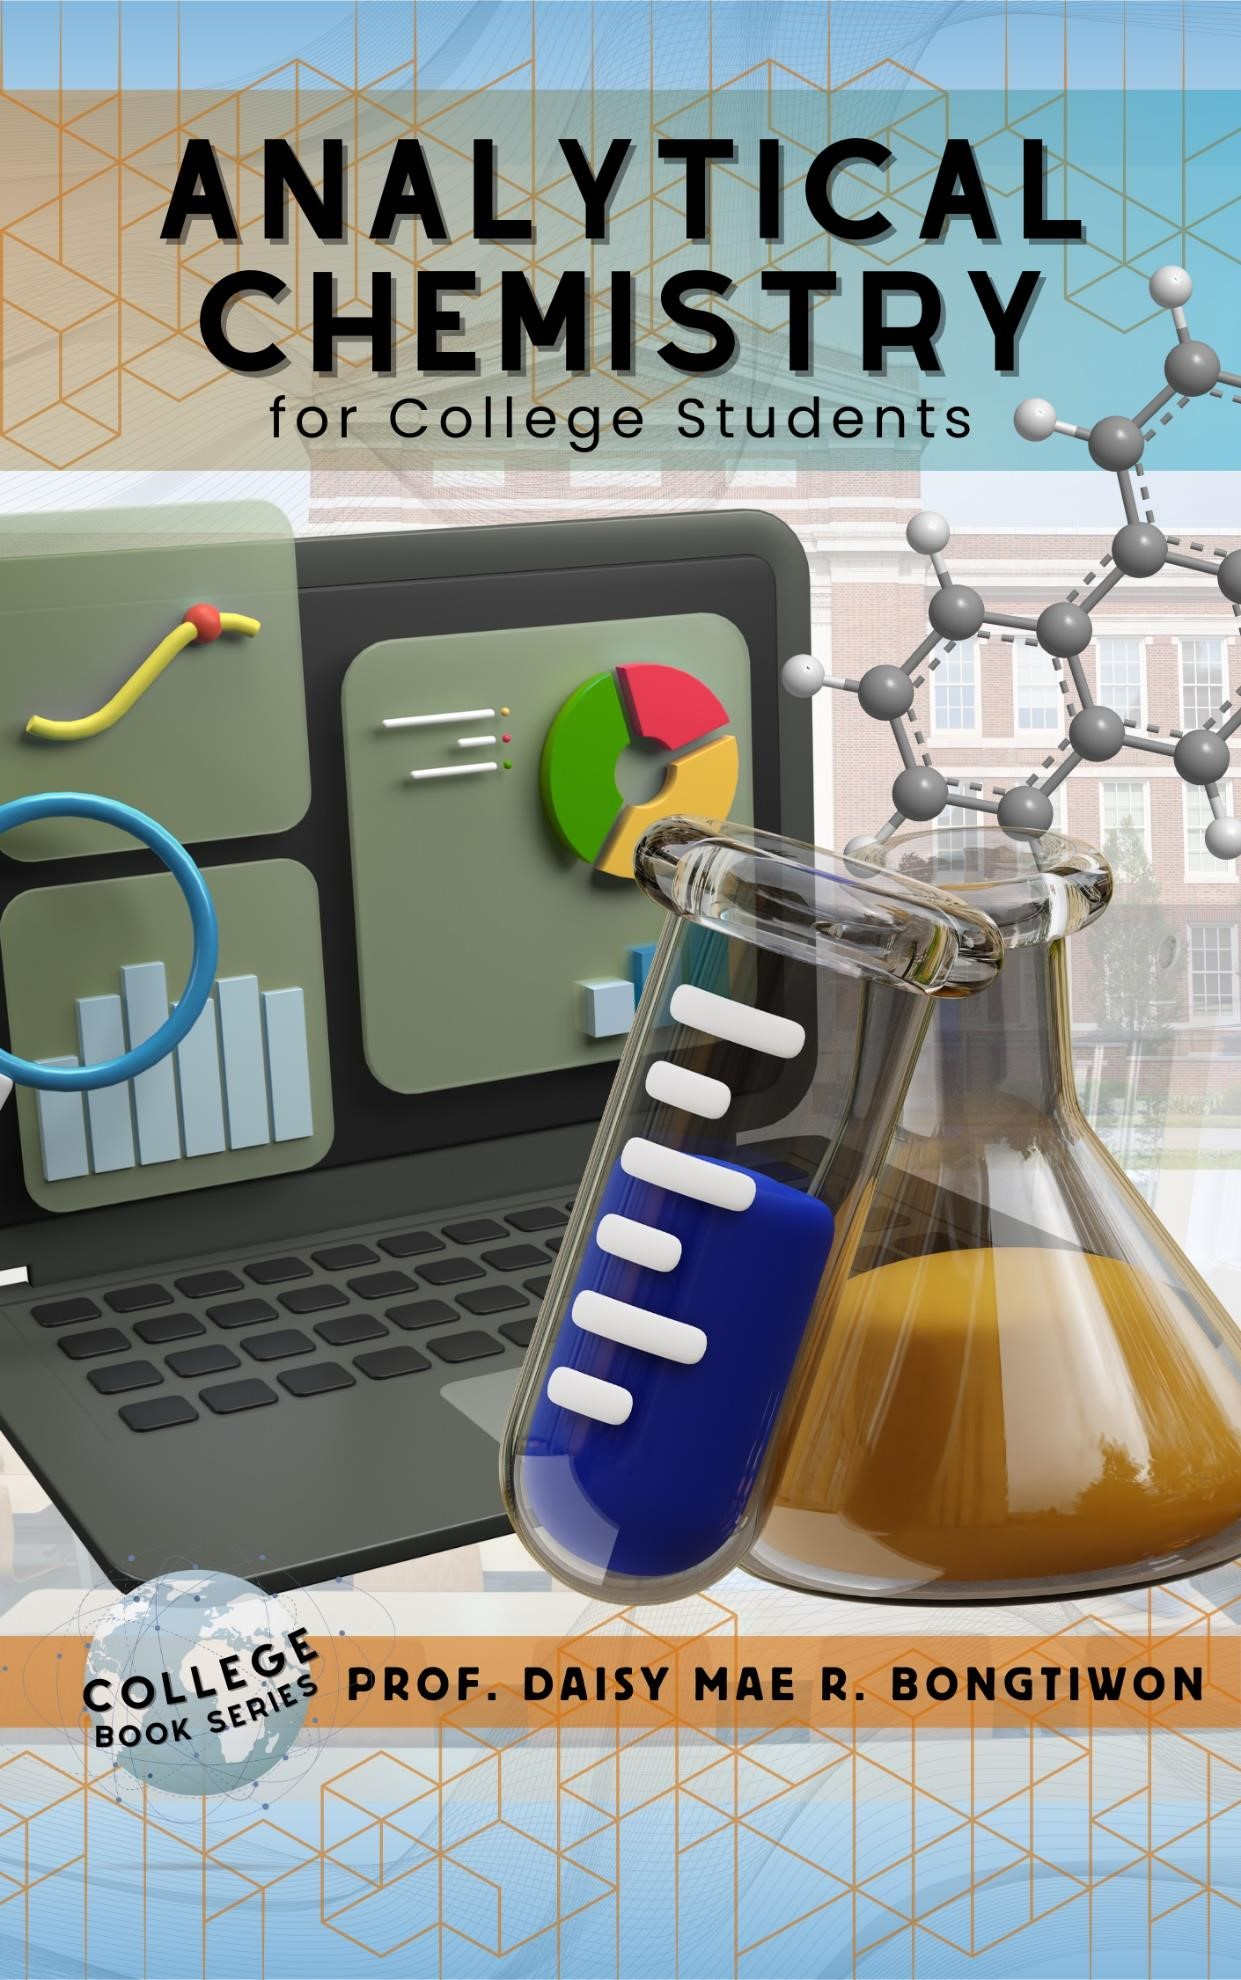 ANALYTICAL
CHEMISTRY
for College Students
COLLEGE
BOOK SERIES
PROF. DAISY MAE R. BONGTIWON